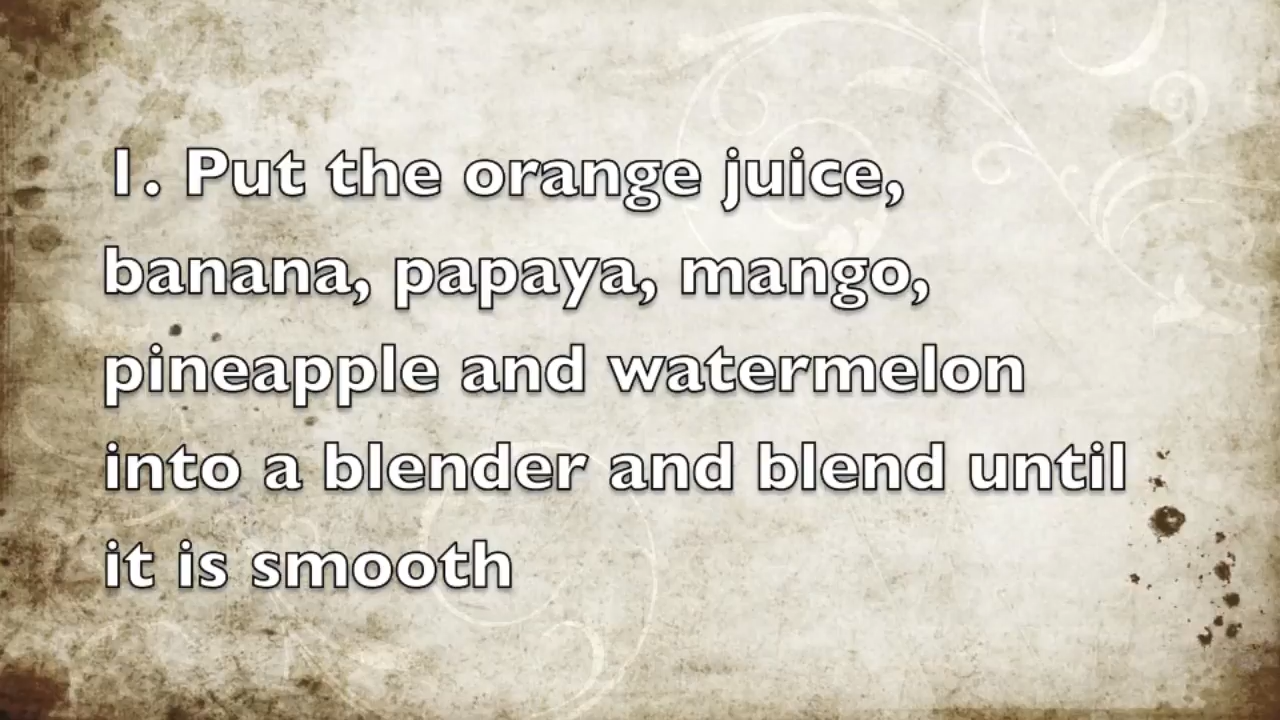 1. Put the orange juice,
banana, papaya, mango,
pineapple and watermelon
into a blender and blend until
it is smooth